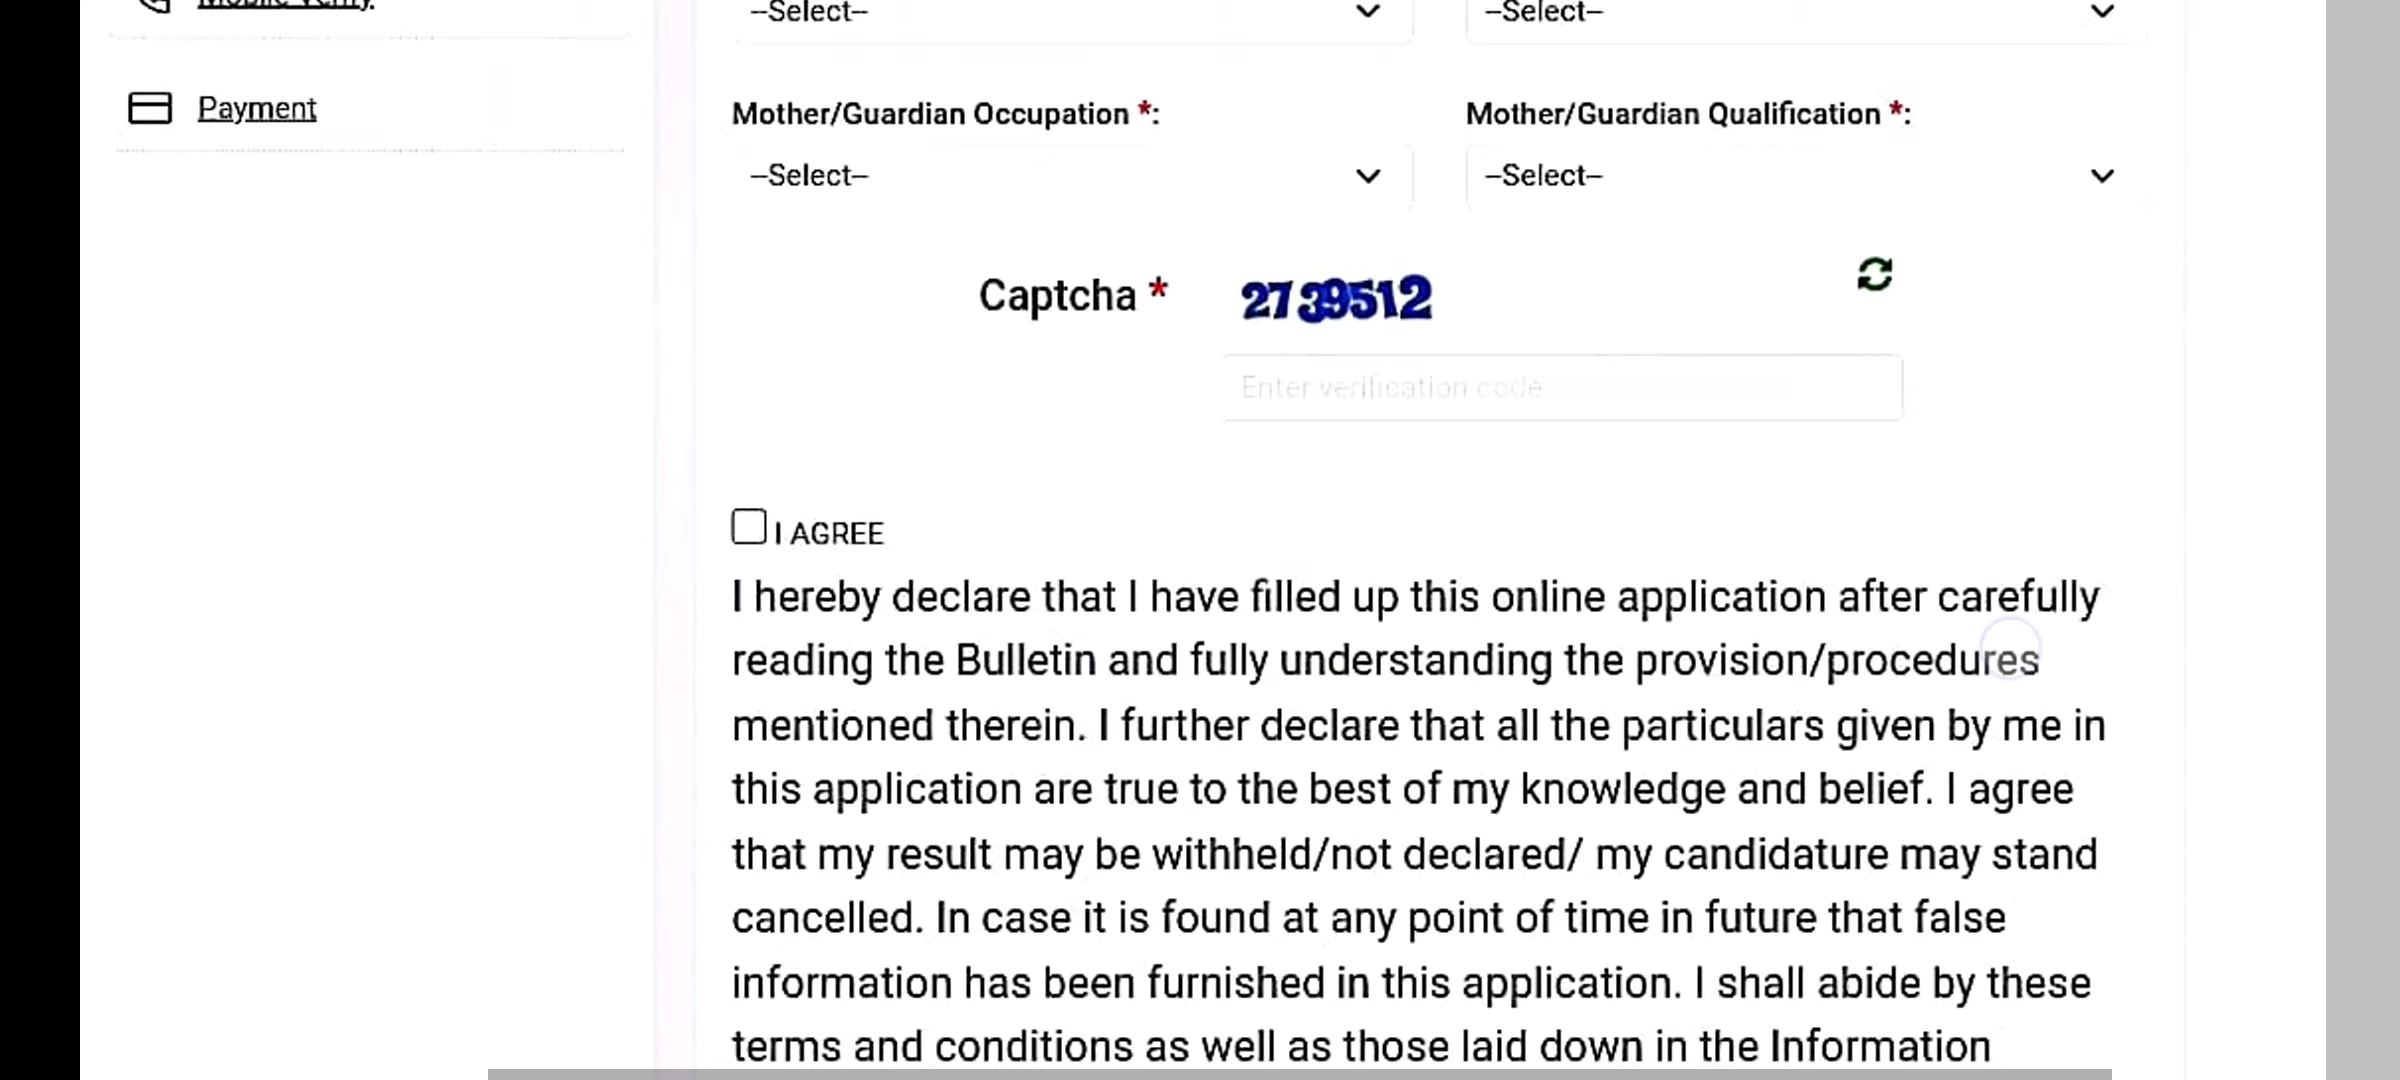 Mobile Verify
--Select--
--Select--
Payment
Mother/Guardian Occupation *:
Mother/Guardian Qualification *:
--Select--
--Select--
Captcha *
2739512
Enter verification code
I AGREE
I hereby declare that I have filled up this online application after carefully
reading the Bulletin and fully understanding the provision/procedures
mentioned therein. I further declare that all the particulars given by me in
this application are true to the best of my knowledge and belief. I agree
that my result may be withheld/not declared/ my candidature may stand
cancelled. In case it is found at any point of time in future that false
information has been furnished in this application. I shall abide by these
terms and conditions as well as those laid down in the Information